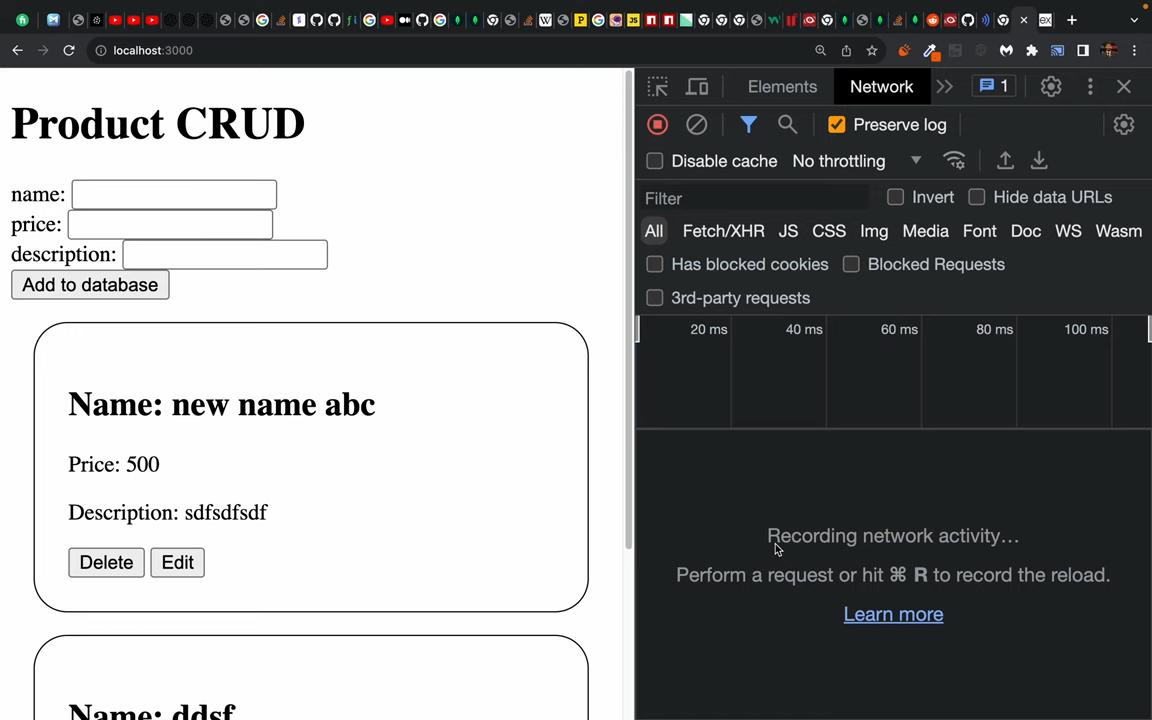 localhost:3000
Product CRUD
name:
price:
description:
Add to database
Name: new name abc
Price: 500
Description: sdfsdfsdf
Delete Edit
Name: ddsf
Elements Network 1
Preserve log
Disable cache No throttling
Filter Invert Hide data URLs
All Fetch/XHR JS CSS Img Media Font Doc WS Wasm
Has blocked cookies Blocked Requests
3rd-party requests
20 ms 40 ms 60 ms 80 ms 100 ms
Recording network activity…
Perform a request or hit ⌘ R to record the reload.
Learn more